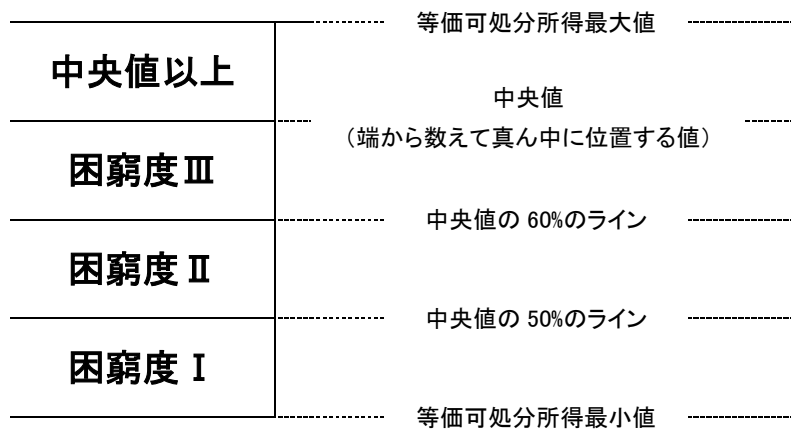 等価可処分所得最大値
中央値以上
中央値
（端から数えて真ん中に位置する値）
困窮度Ⅲ
中央値の 60%のライン
困窮度Ⅱ
中央値の 50%のライン
困窮度Ⅰ
等価可処分所得最小値